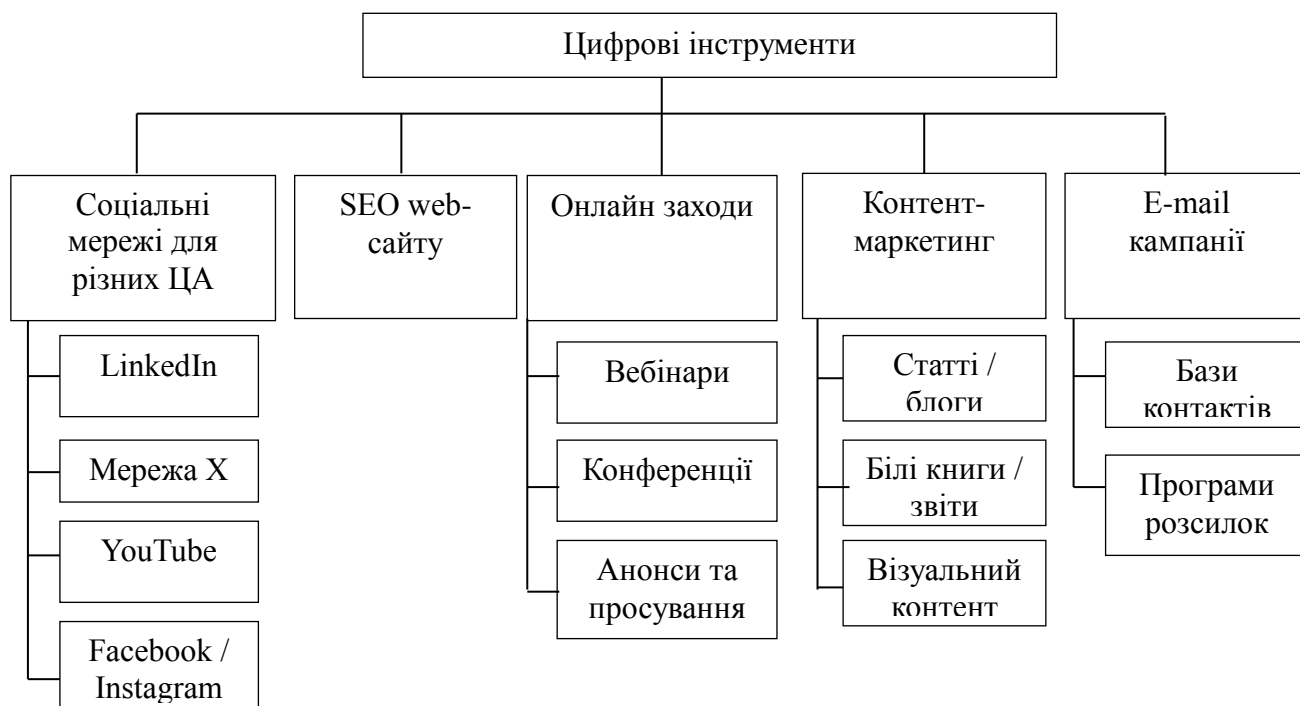 Цифрові інструменти
Соціальні
мережі для
різних ЦА
SEO web-
сайту
Онлайн заходи
Контент-
маркетинг
E-mail
кампанії
LinkedIn
Мережа X
YouTube
Facebook /
Instagram
Вебінари
Конференції
Анонси та
просування
Статті /
блоги
Білі книги /
звіти
Візуальний
контент
Бази
контактів
Програми
розсилок